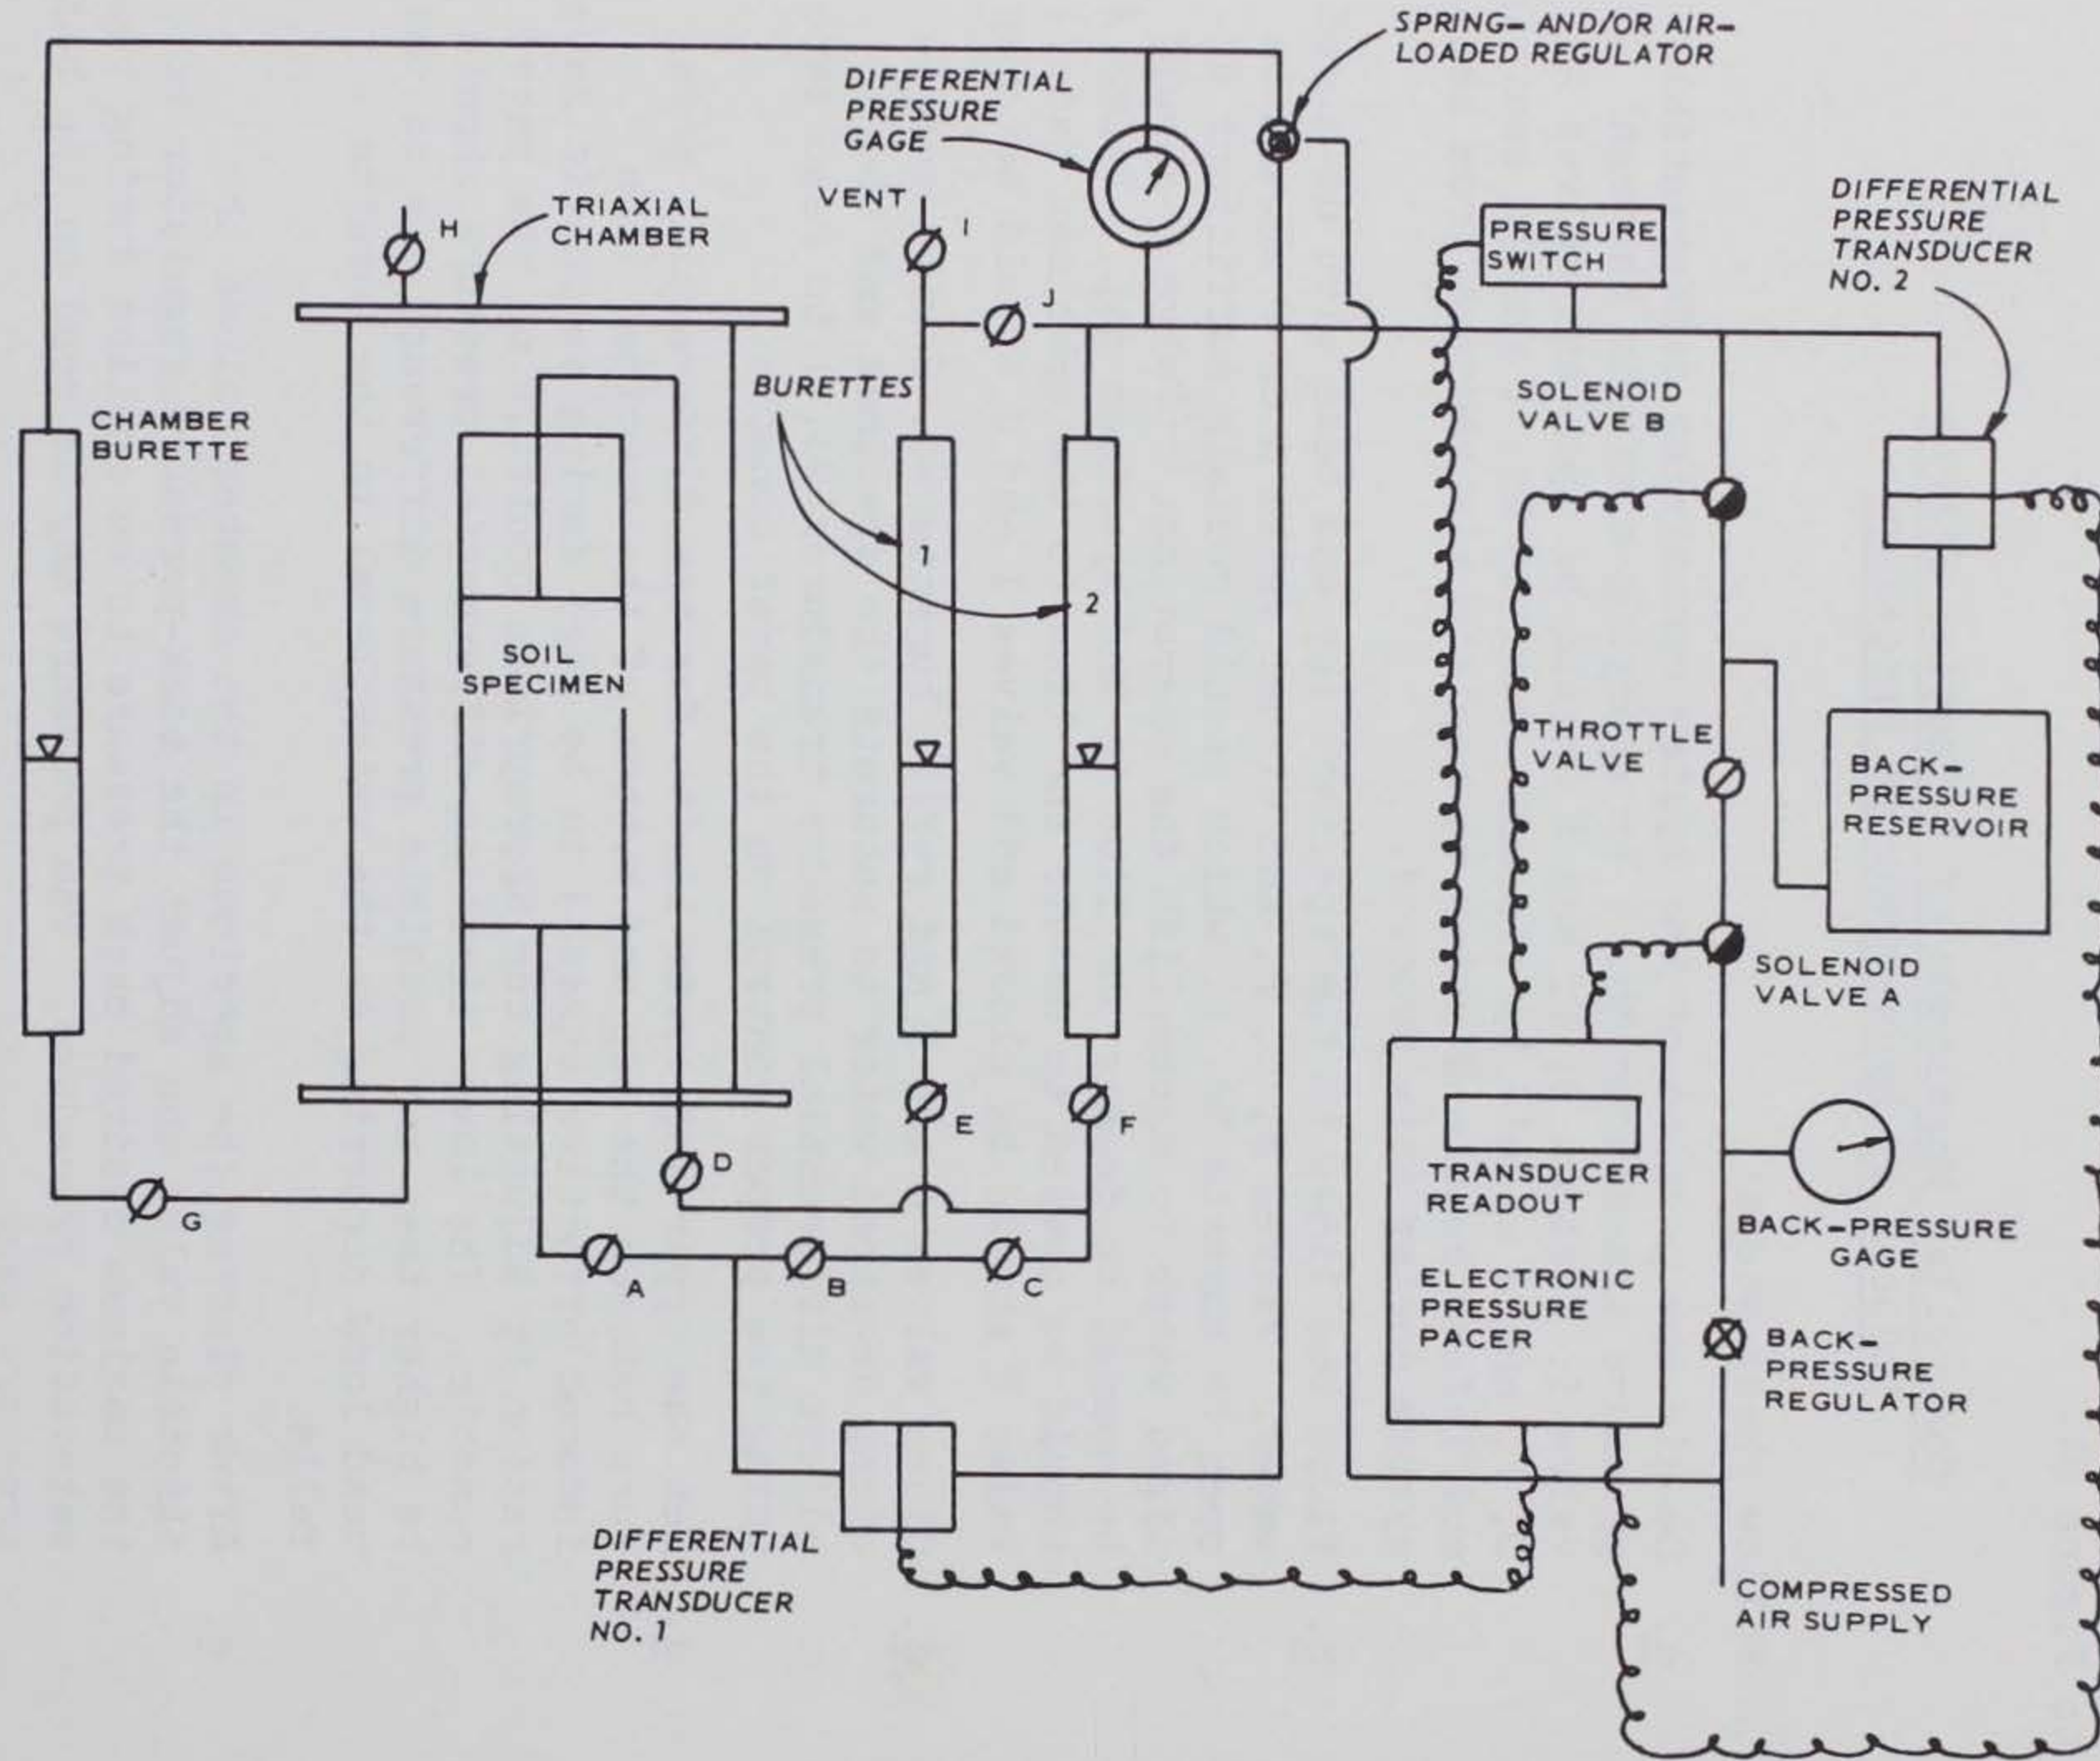 SPRING- AND/OR AIR-
LOADED REGULATOR
DIFFERENTIAL
PRESSURE
GAGE
VENT
I
H
TRIAXIAL
CHAMBER
J
PRESSURE
SWITCH
DIFFERENTIAL
PRESSURE
TRANSDUCER
NO. 2
BURETTES
CHAMBER
BURETTE
SOLENOID
VALVE B
1
2
SOIL
SPECIMEN
THROTTLE
VALVE
BACK-
PRESSURE
RESERVOIR
SOLENOID
VALVE A
E
F
D
G
A
B
C
TRANSDUCER
READOUT
ELECTRONIC
PRESSURE
PACER
BACK-PRESSURE
GAGE
BACK-
PRESSURE
REGULATOR
DIFFERENTIAL
PRESSURE
TRANSDUCER
NO. 1
COMPRESSED
AIR SUPPLY